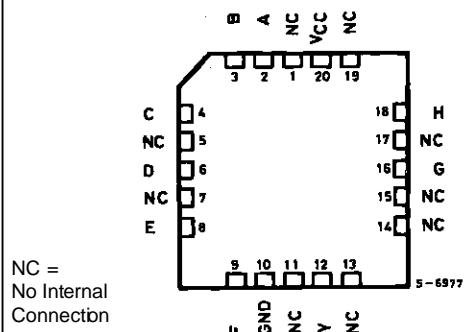 B A NC VCC NC
3 2 1 20 19
C 4 18 H
NC 5 17 NC
D 6 16 G
NC 7 15 NC
E 8 14 NC
9 10 11 12 13
GND NC Y NC
S-6977
NC =
No Internal
Connection